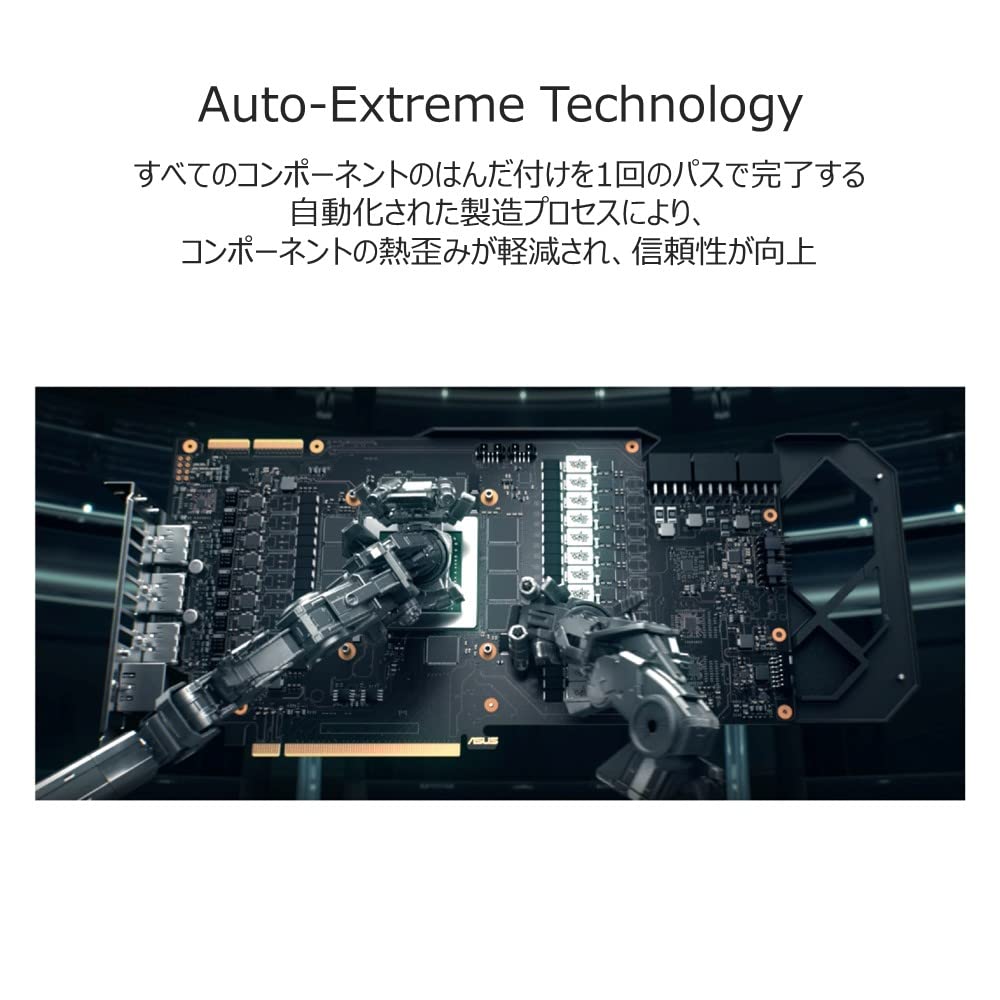 Auto-Extreme Technology
すべてのコンポーネントのはんだ付けを1回のパスで完了する
自動化された製造プロセスにより、
コンポーネントの熱歪みが軽減され、信頼性が向上
ASUS